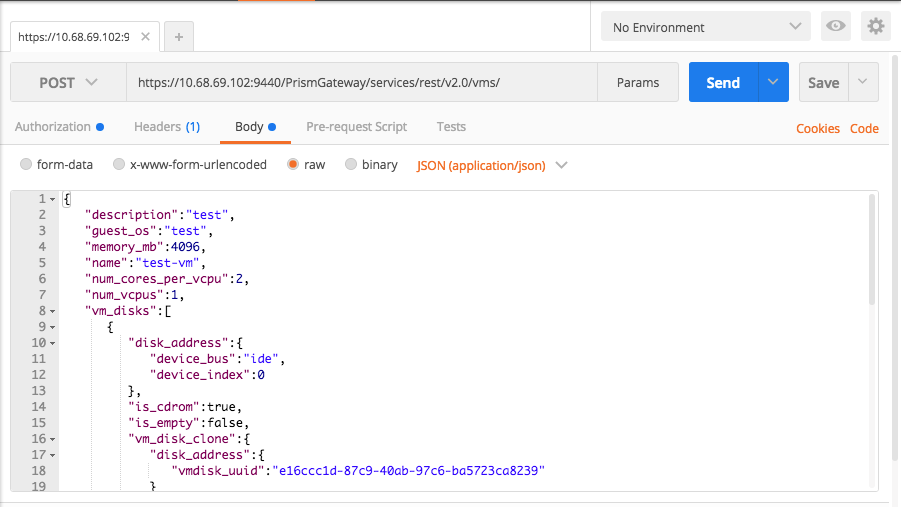 https://10.68.69.102:9
No Environment
POST https://10.68.69.102:9440/PrismGateway/services/rest/v2.0/vms/ Params Send Save
Authorization Headers (1) Body Pre-request Script Tests Cookies Code
form-data x-www-form-urlencoded raw binary JSON (application/json)
1 {
2 "description":"test",
3 "guest_os":"test",
4 "memory_mb":4096,
5 "name":"test-vm",
6 "num_cores_per_vcpu":2,
7 "num_vcpus":1,
8 "vm_disks":[
9 {
10 "disk_address":{
11 "device_bus":"ide",
12 "device_index":0
13 },
14 "is_cdrom":true,
15 "is_empty":false,
16 "vm_disk_clone":{
17 "disk_address":{
18 "vmdisk_uuid":"e16ccc1d-87c9-40ab-97c6-ba5723ca8239"
19 }